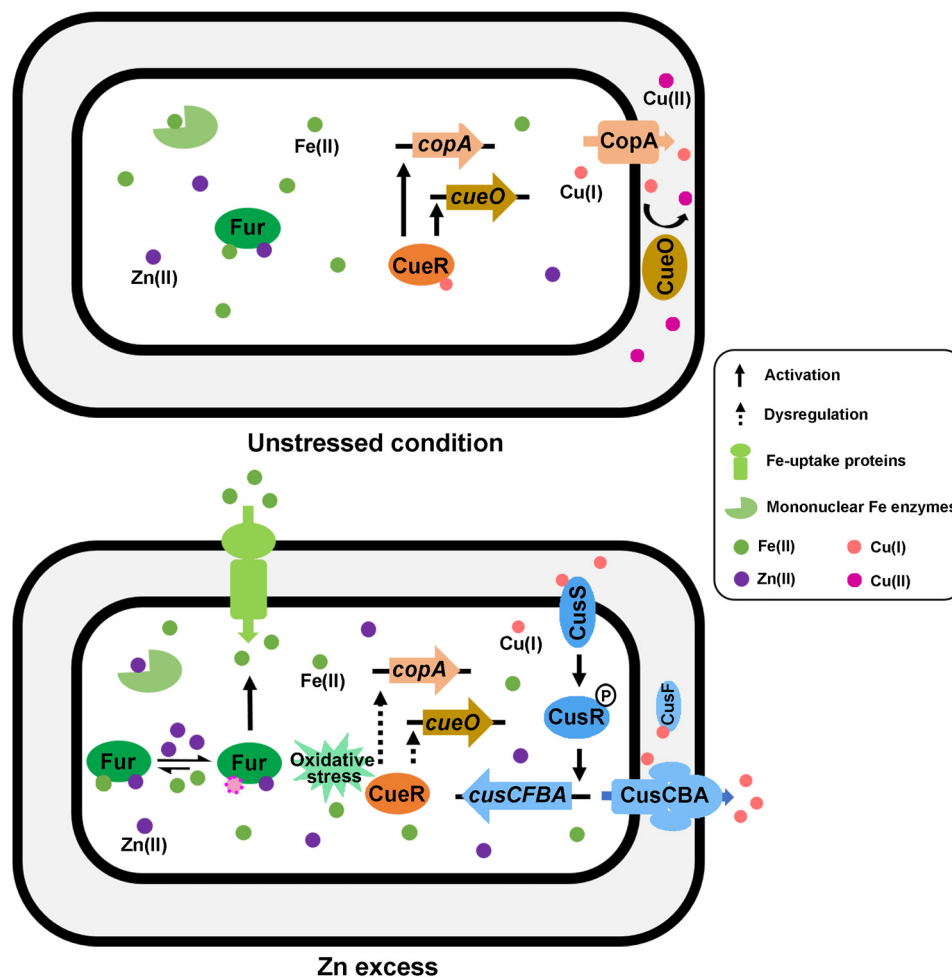 Cu(II)
Fe(II)
copA
CopA
cueO
Cu(I)
Fur
CueR
CueO
Zn(II)
Unstressed condition
Activation
Dysregulation
Fe-uptake proteins
Mononuclear Fe enzymes
Fe(II)
Cu(I)
Zn(II)
Cu(II)
CusS
Cu(I)
Fe(II)
copA
CusF
P
CusR
cueO
Fur
Fur
Oxidative
stress
CueR
cusCFBA
CusCBA
Zn(II)
Zn excess